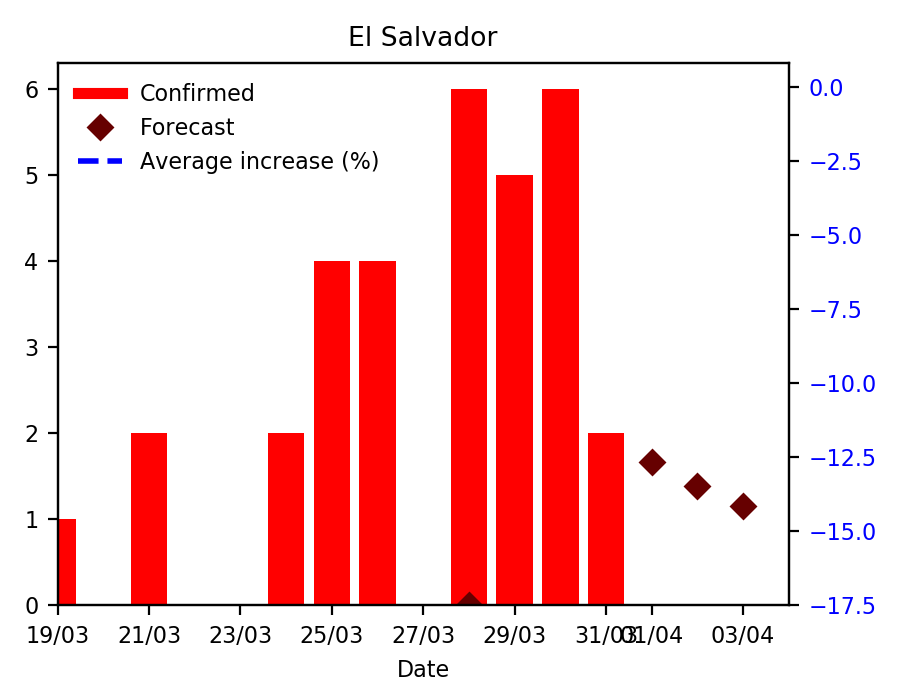 El Salvador
Confirmed
Forecast
Average increase (%)
6
5
4
3
2
1
0
0.0
−2.5
−5.0
−7.5
−10.0
−12.5
−15.0
−17.5
19/03 21/03 23/03 25/03 27/03 29/03 31/03 01/04 03/04
Date